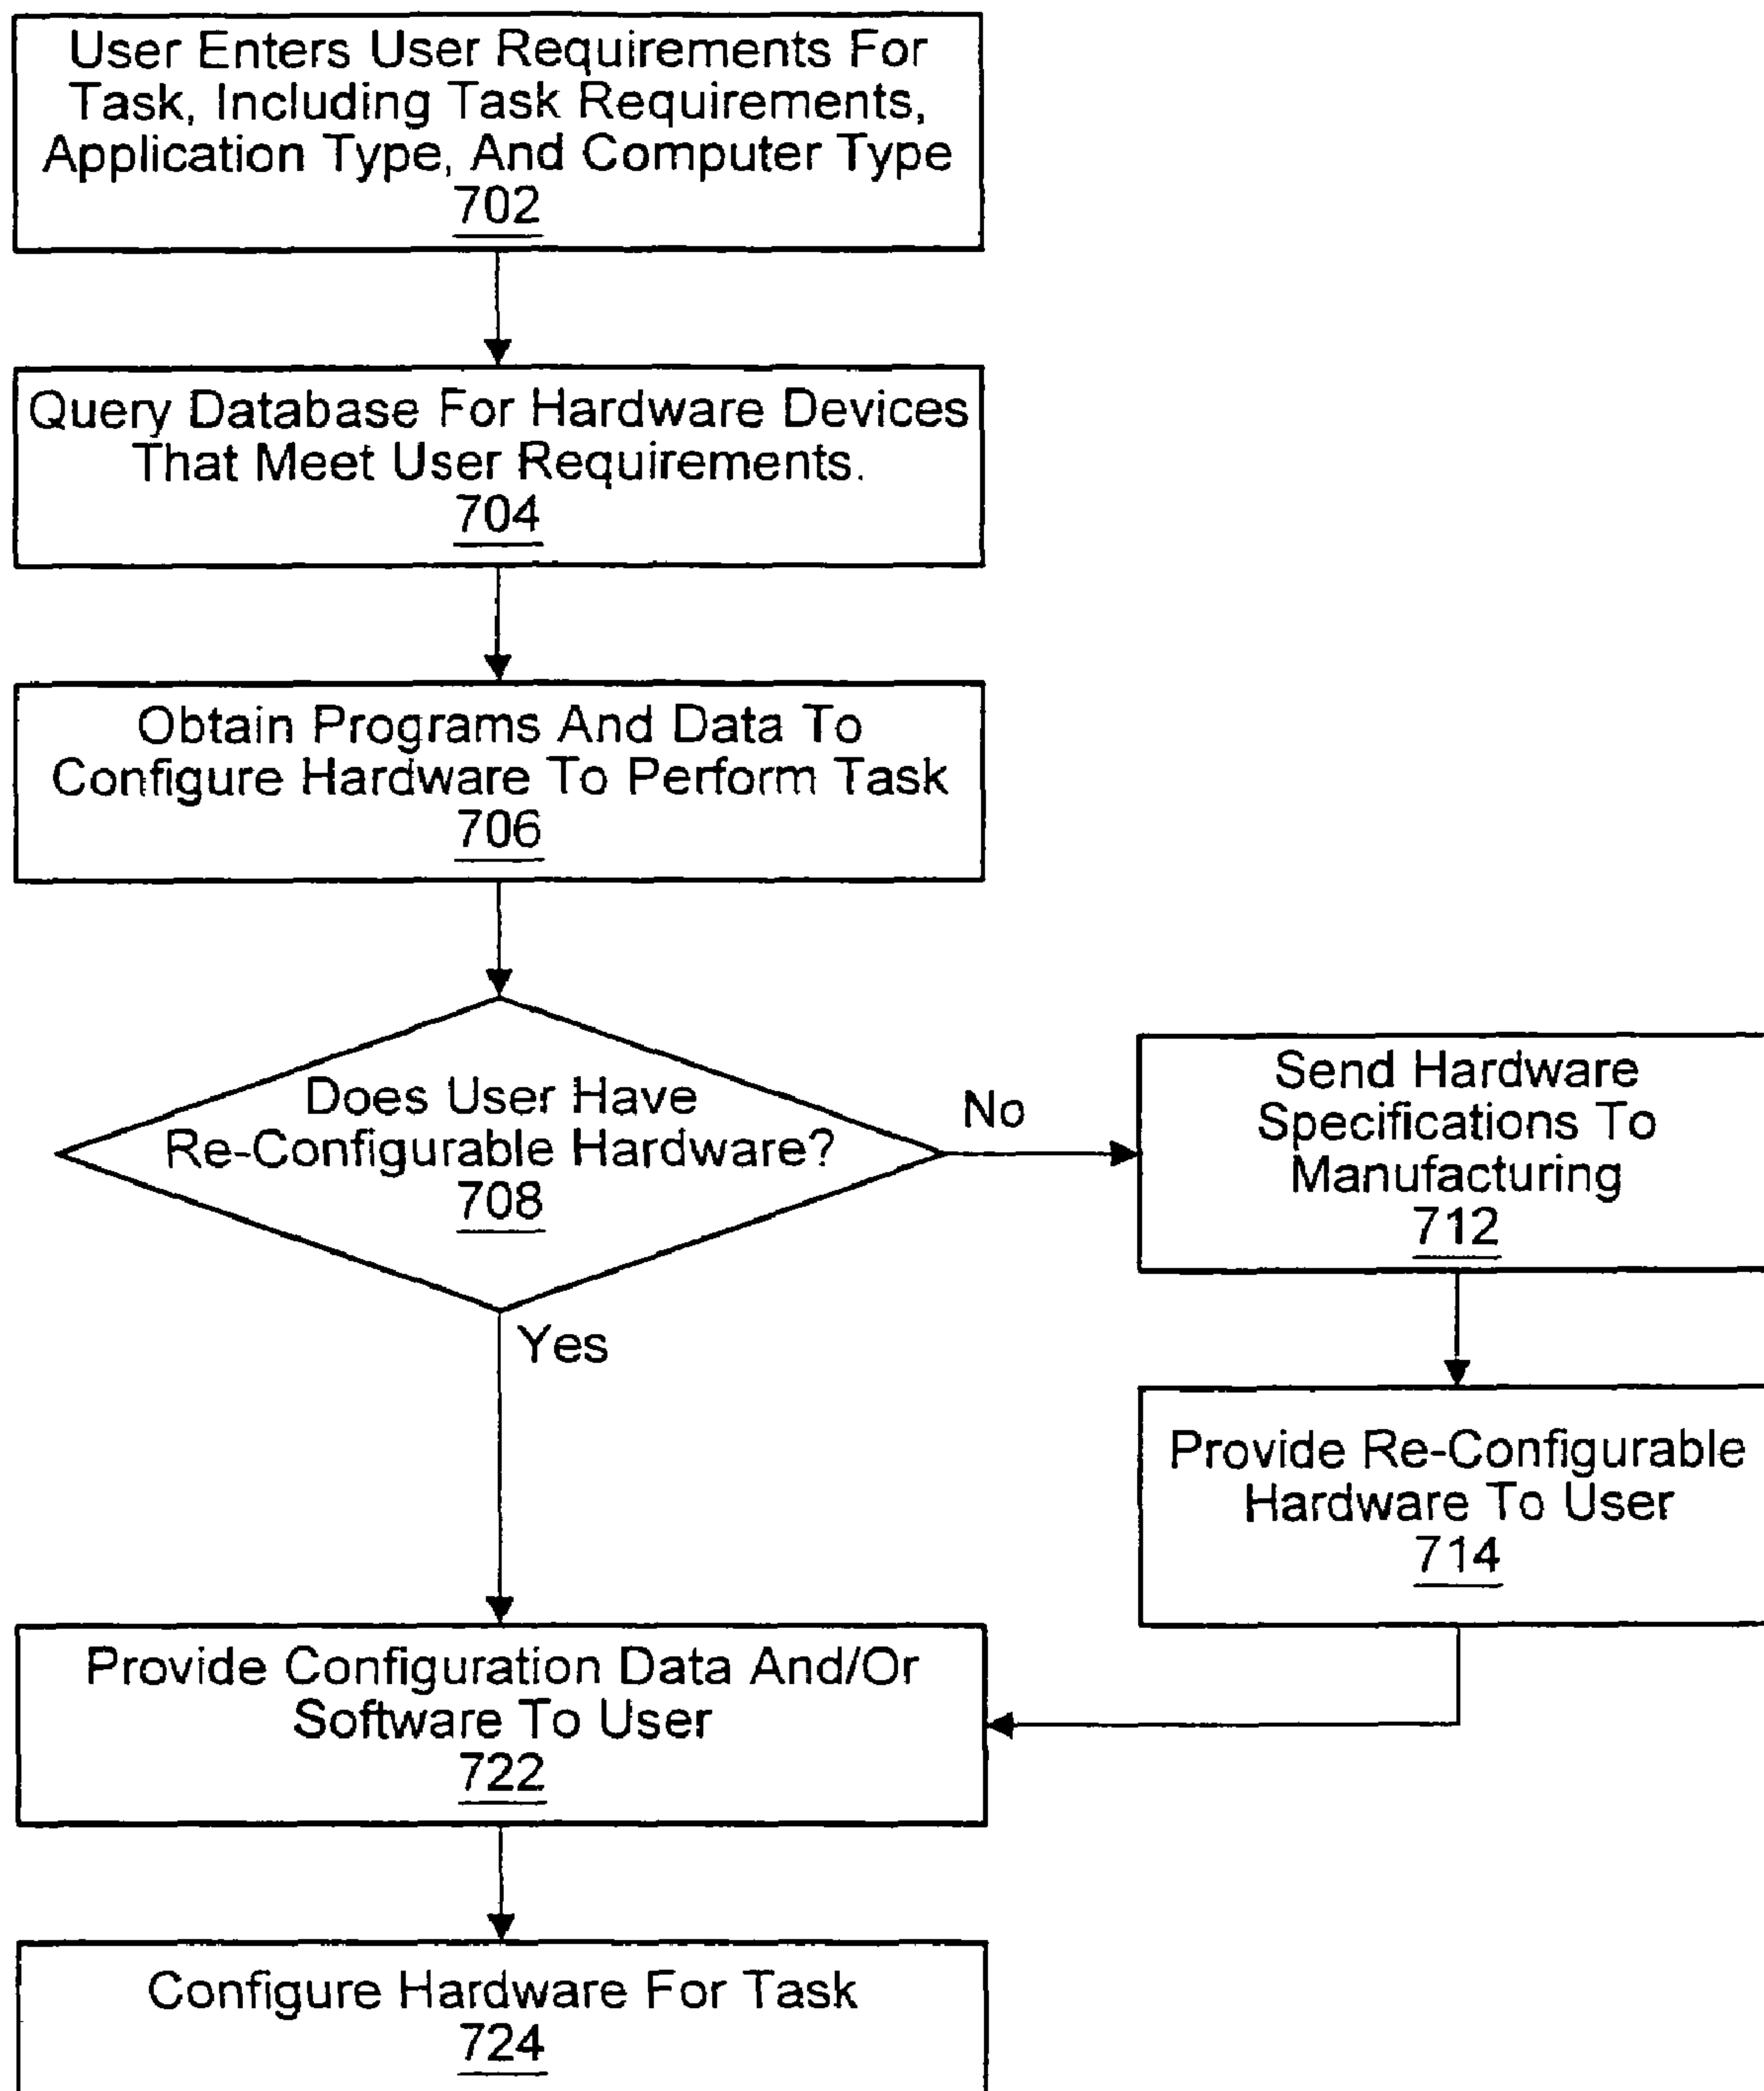 User Enters User Requirements For
Task, Including Task Requirements,
Application Type, And Computer Type
702
Query Database For Hardware Devices
That Meet User Requirements.
704
Obtain Programs And Data To
Configure Hardware To Perform Task
706
Does User Have
Re-Configurable Hardware?
708
No
Send Hardware
Specifications To
Manufacturing
712
Yes
Provide Re-Configurable
Hardware To User
714
Provide Configuration Data And/Or
Software To User
722
Configure Hardware For Task
724